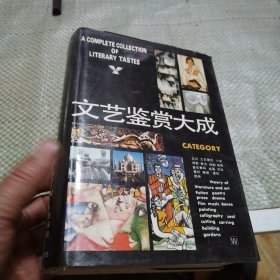 A COMPLETE COLLECTION
OF
LITERARY TASTES
文艺鉴赏大成
CATEGORY
theory of
literature and art
fiction poetry
prose drama
film music dance
painting
calligraphy seal
cutting carving
building
gardens